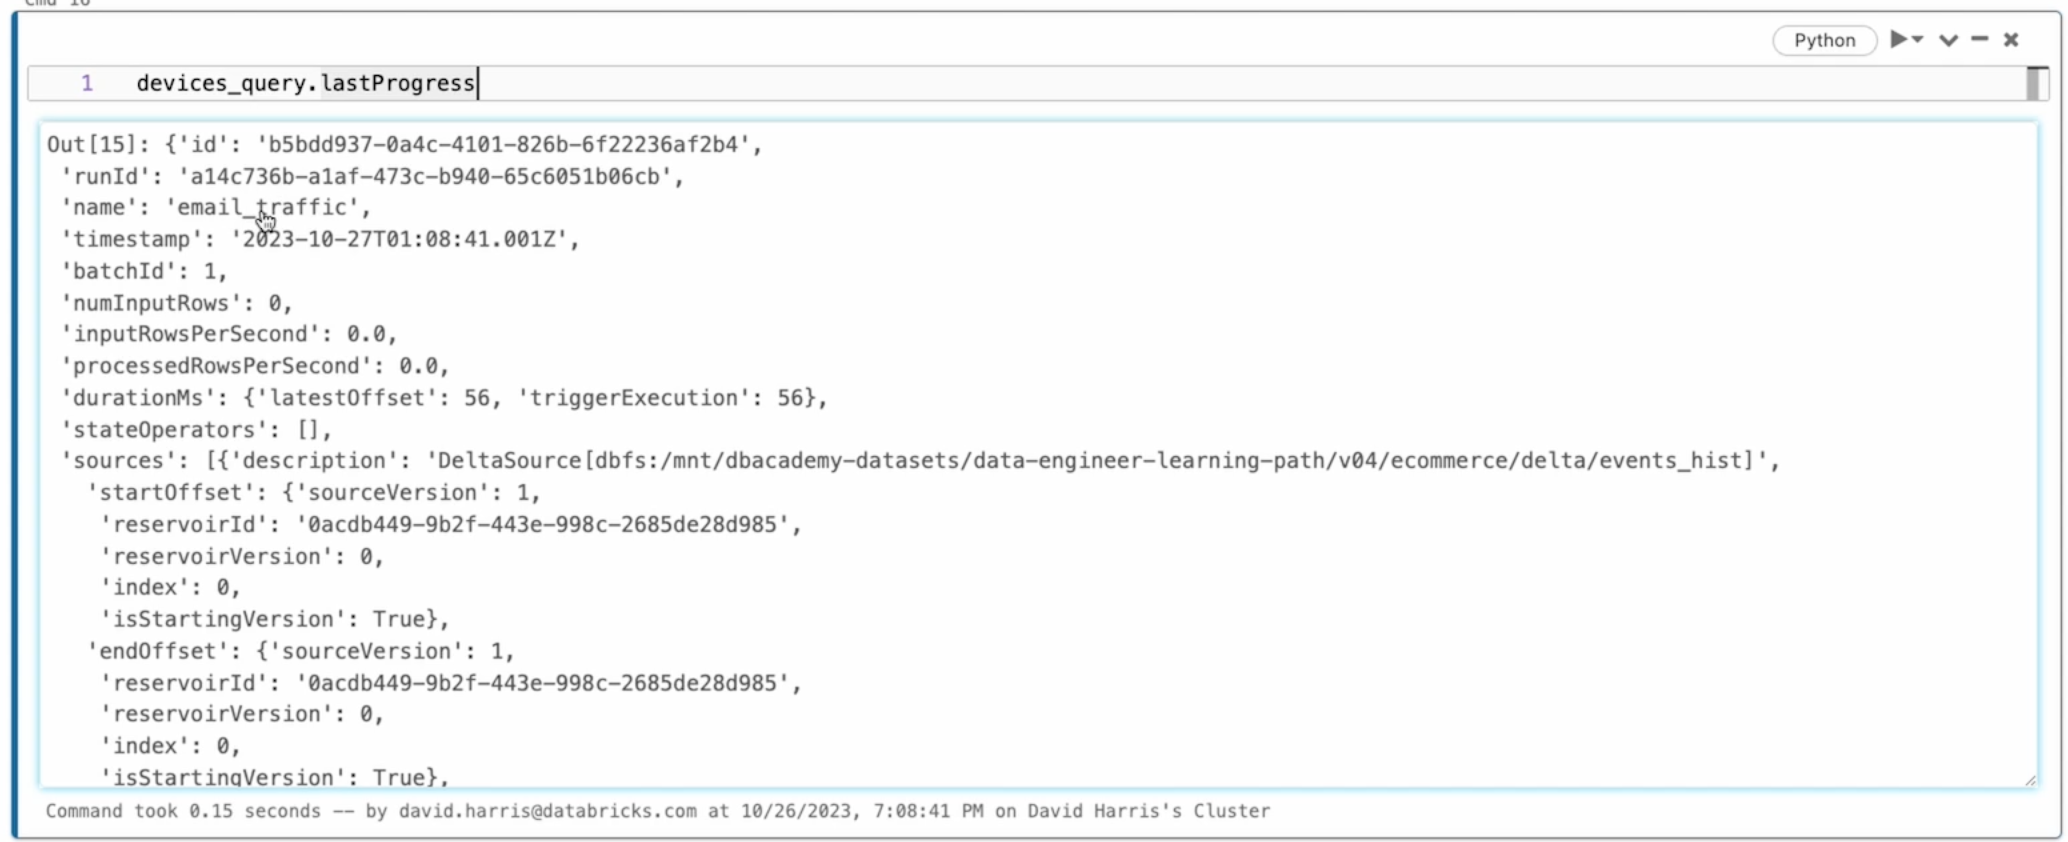 Cmd 16
Python
1 devices_query.lastProgress
Out[15]: {'id': 'b5bdd937-0a4c-4101-826b-6f22236af2b4',
'runId': 'a14c736b-a1af-473c-b940-65c6051b06cb',
'name': 'email_traffic',
'timestamp': '2023-10-27T01:08:41.001Z',
'batchId': 1,
'numInputRows': 0,
'inputRowsPerSecond': 0.0,
'processedRowsPerSecond': 0.0,
'durationMs': {'latestOffset': 56, 'triggerExecution': 56},
'stateOperators': [],
'sources': [{'description': 'DeltaSource[dbfs:/mnt/dbacademy-datasets/data-engineer-learning-path/v04/ecommerce/delta/events_hist]',
'startOffset': {'sourceVersion': 1,
'reservoirId': '0acdb449-9b2f-443e-998c-2685de28d985',
'reservoirVersion': 0,
'index': 0,
'isStartingVersion': True},
'endOffset': {'sourceVersion': 1,
'reservoirId': '0acdb449-9b2f-443e-998c-2685de28d985',
'reservoirVersion': 0,
'index': 0,
'isStartingVersion': True},
Command took 0.15 seconds -- by david.harris@databricks.com at 10/26/2023, 7:08:41 PM on David Harris's Cluster